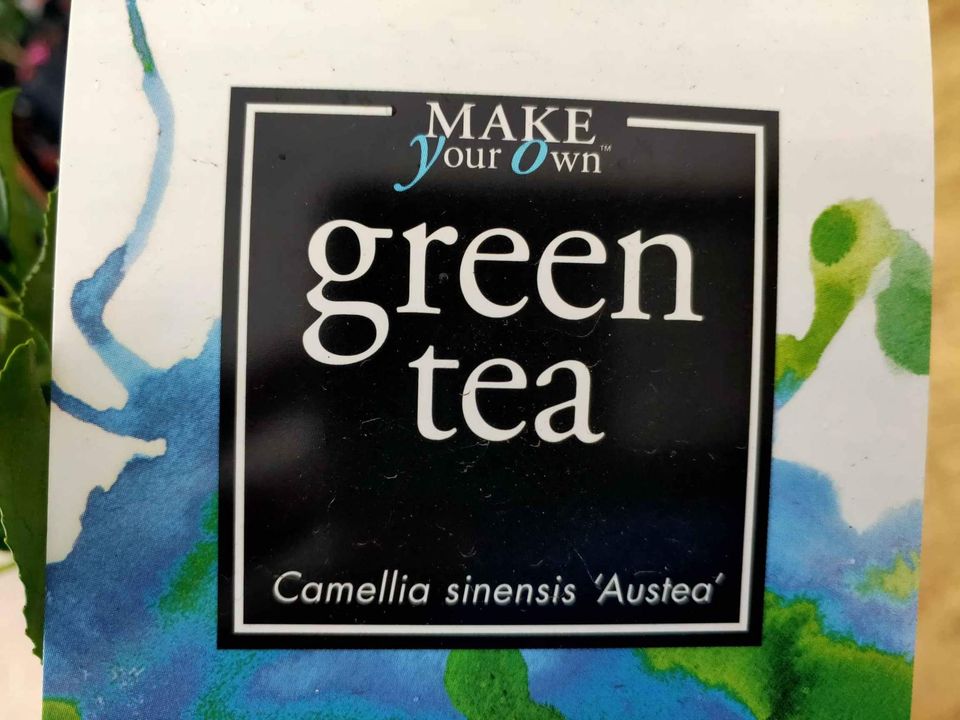 MAKE
your own™
green
tea
Camellia sinensis 'Austea'